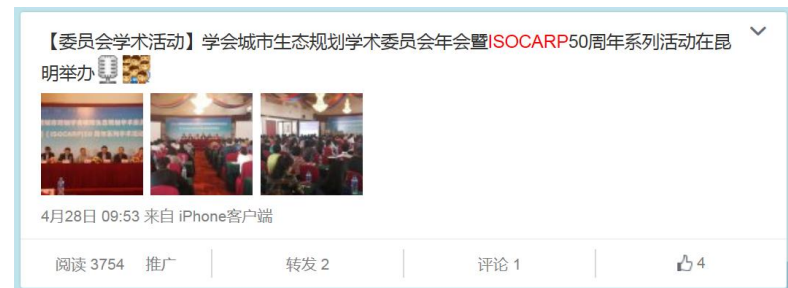 【委员会学术活动】学会城市生态规划学术委员会年会暨ISOCARP50周年系列活动在昆
明举办
4月28日 09:53 来自 iPhone客户端
阅读 3754 推广 转发 2 评论 1 4